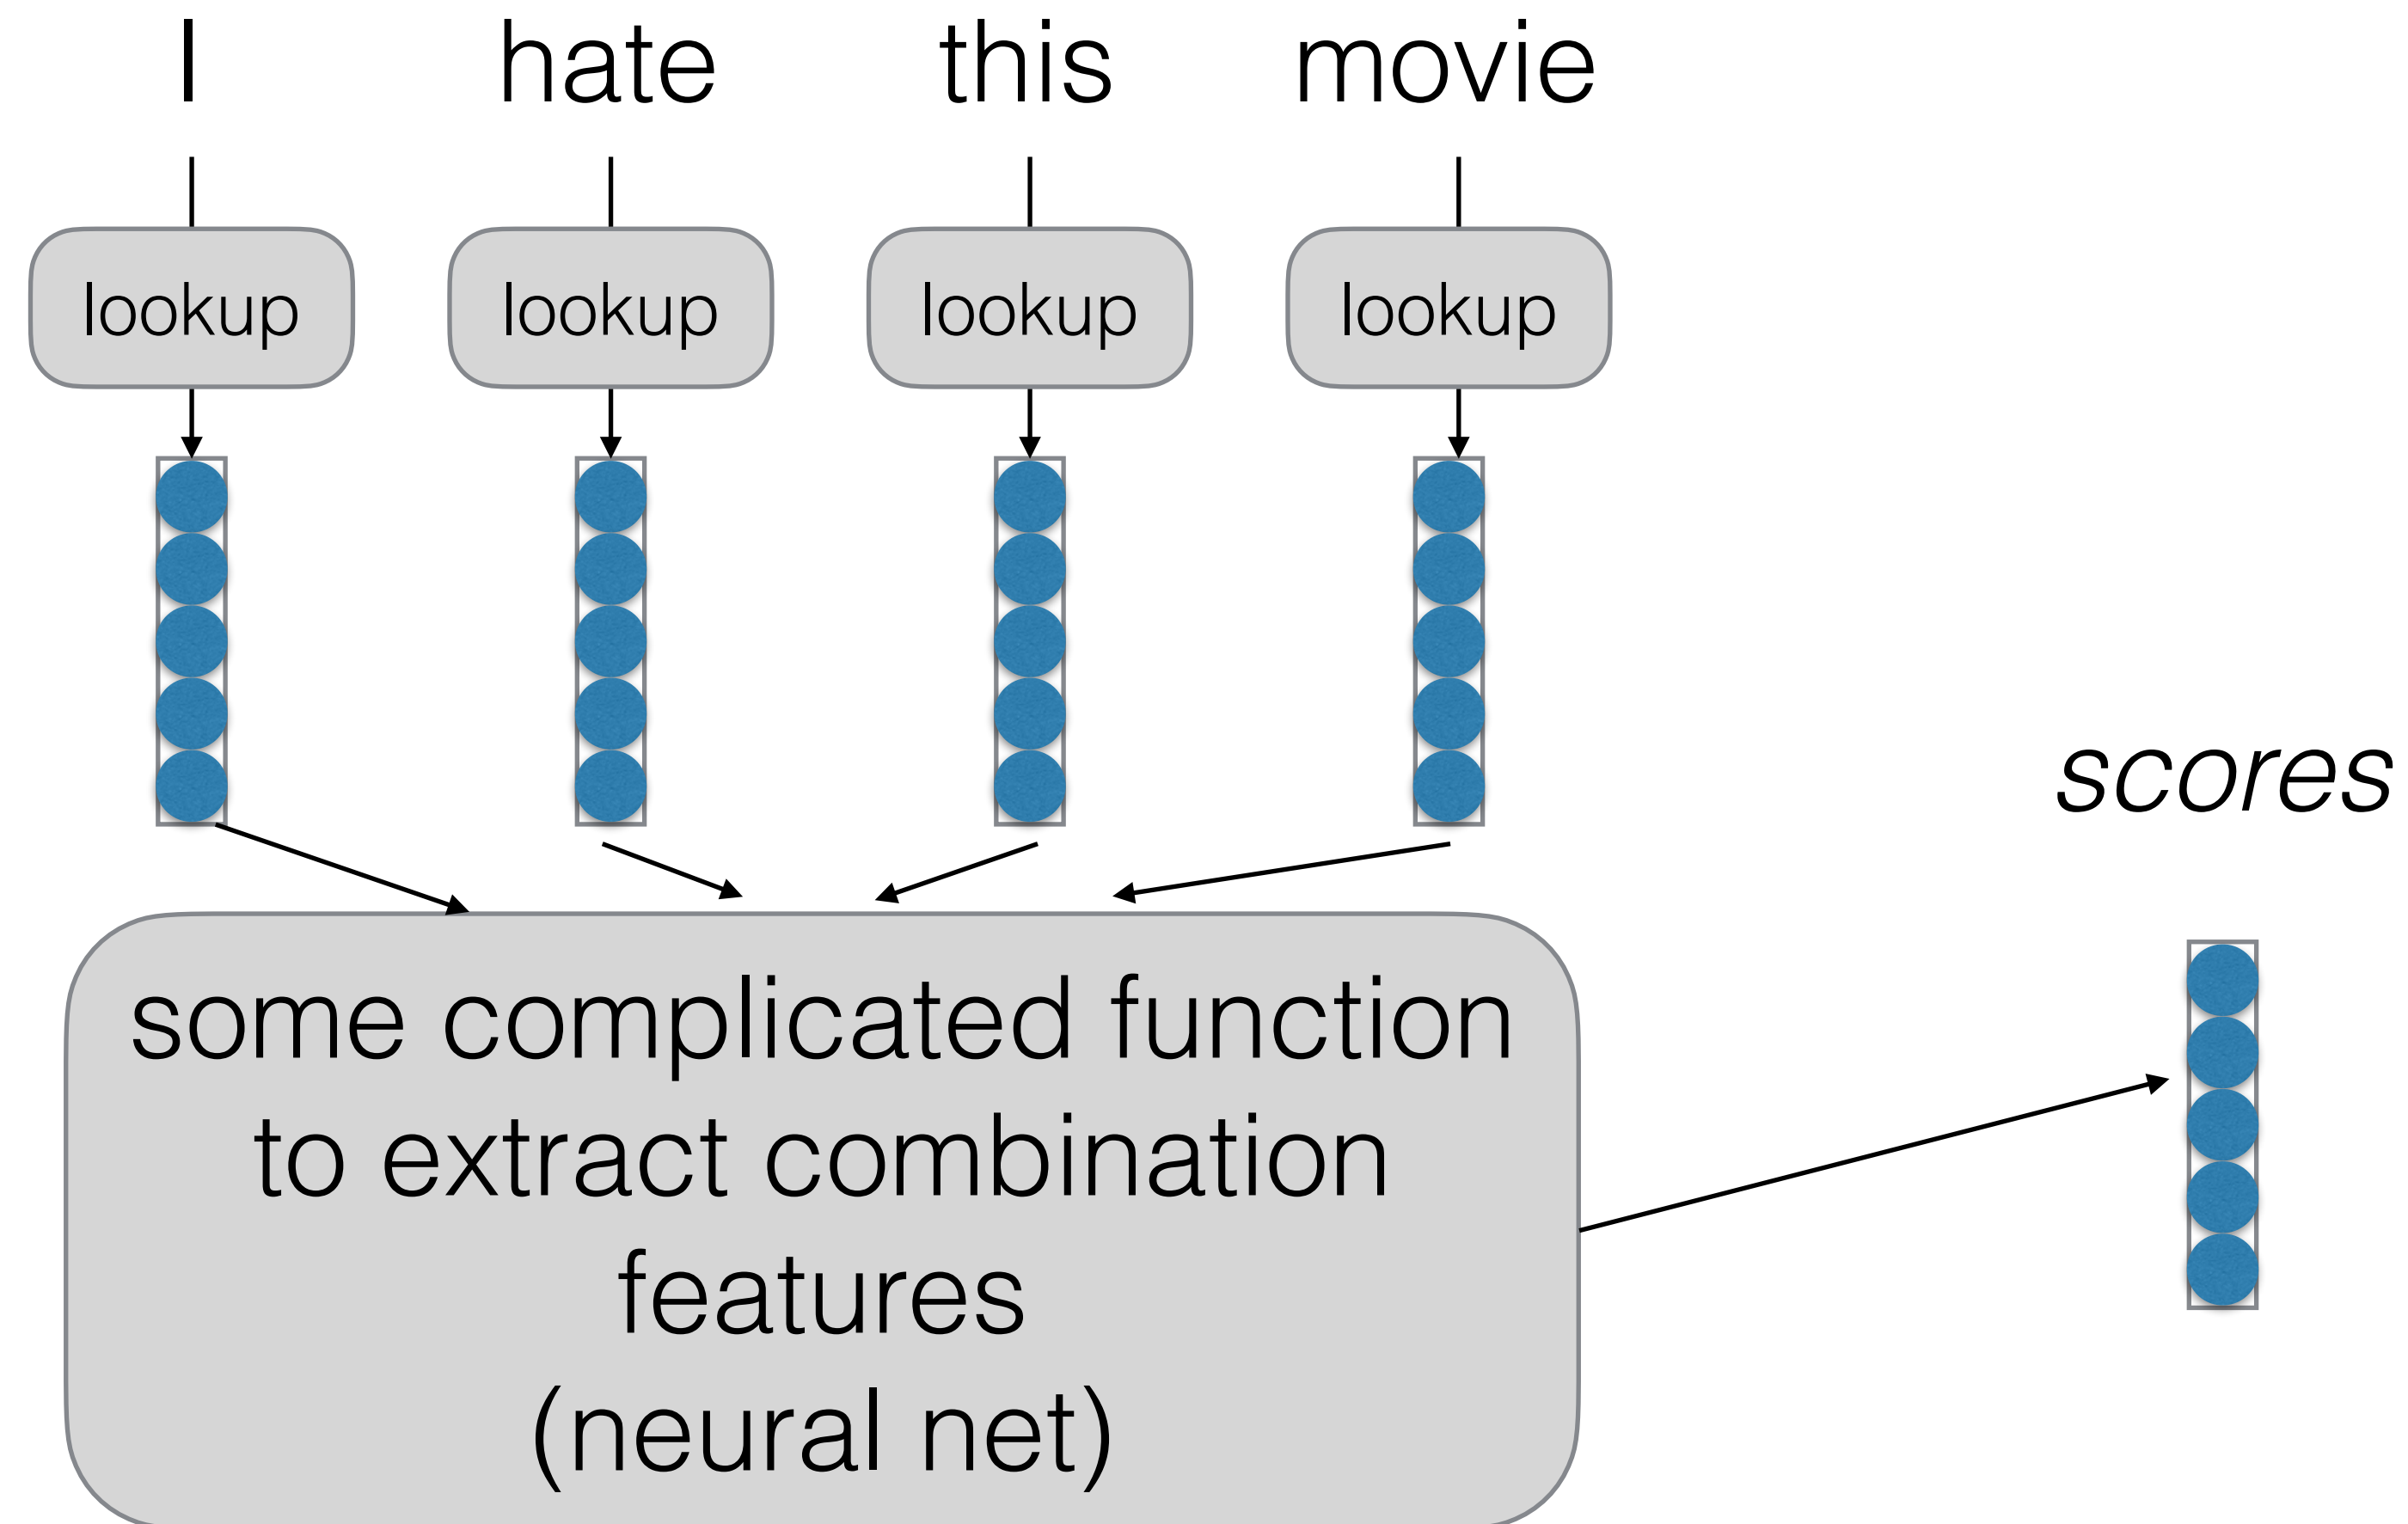 I hate this movie
lookup lookup lookup lookup
scores
some complicated function
to extract combination
features
(neural net)